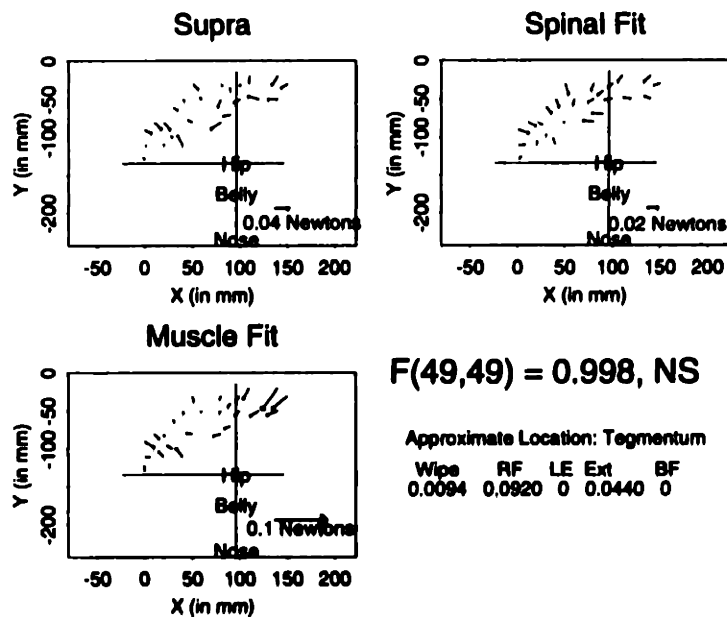 Supra
Y (in mm)
0
-50
-100
-200
Belly
0.04 Newtons
Nose
-50 0 50 100 150 200
X (in mm)
Spinal Fit
Y (in mm)
0
-50
-100
-200
Belly
0.02 Newtons
Nose
-50 0 50 100 150 200
X (in mm)
Muscle Fit
Y (in mm)
0
-50
-100
-200
Belly
0.1 Newtons
Nose
-50 0 50 100 150 200
X (in mm)
F(49,49) = 0.998, NS
Approximate Location: Tegmentum
Wipe RF LE Ext BF
0.0094 0.0920 0 0.0440 0